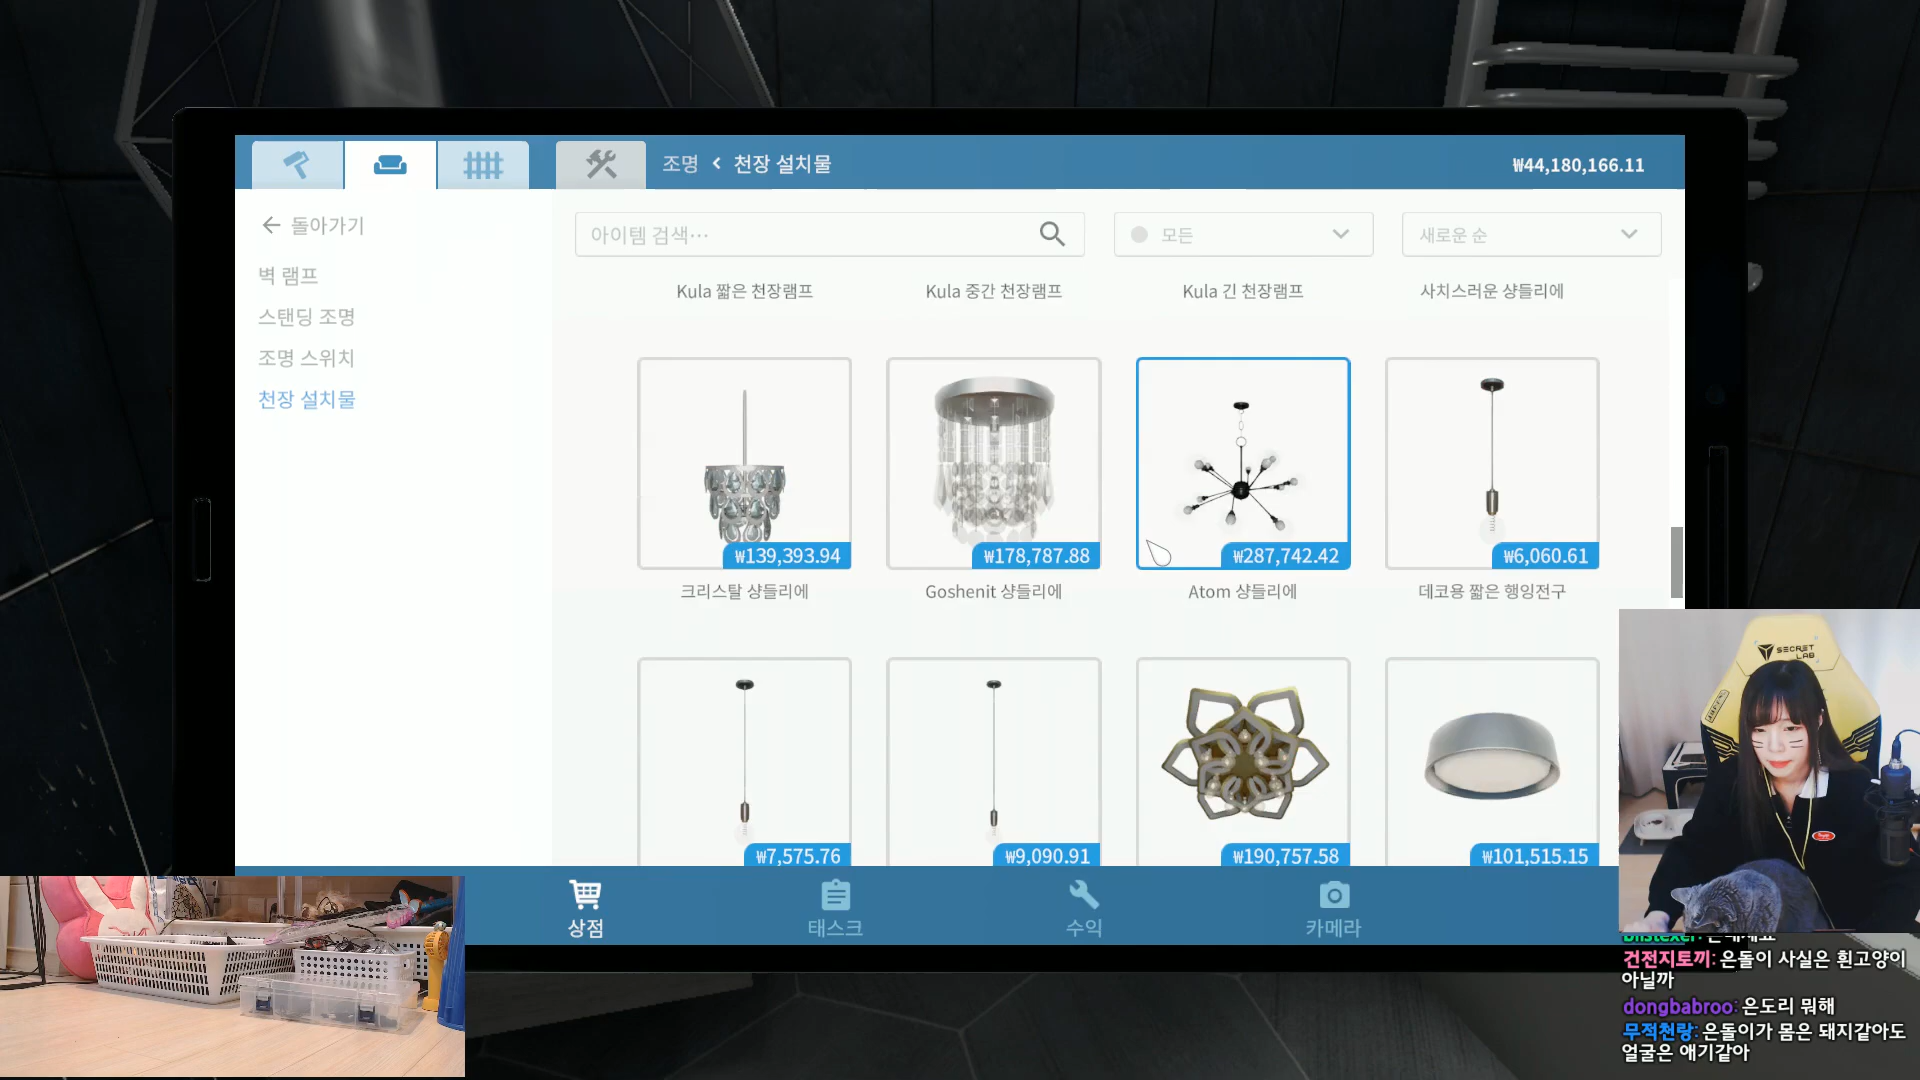 조명 < 천장 설치물
₩44,180,166.11
돌아가기
벽 램프
스탠딩 조명
조명 스위치
천장 설치물
아이템 검색...
모든
새로운 순
Kula 짧은 천장램프
Kula 중간 천장램프
Kula 긴 천장램프
사치스러운 샹들리에
₩139,393.94
₩178,787.88
₩287,742.42
₩6,060.61
크리스탈 샹들리에
Goshenit 샹들리에
Atom 샹들리에
데코용 짧은 행잉전구
₩7,575.76
₩9,090.91
₩190,757.58
₩101,515.15
상점
태스크
수익
카메라
SECRET
LAB
건전지토끼: 은돌이 사실은 흰고양이
아닐까
dongbabroo: 은도리 뭐해
무적천랑: 은돌이가 몸은 돼지같아도
얼굴은 애기같아